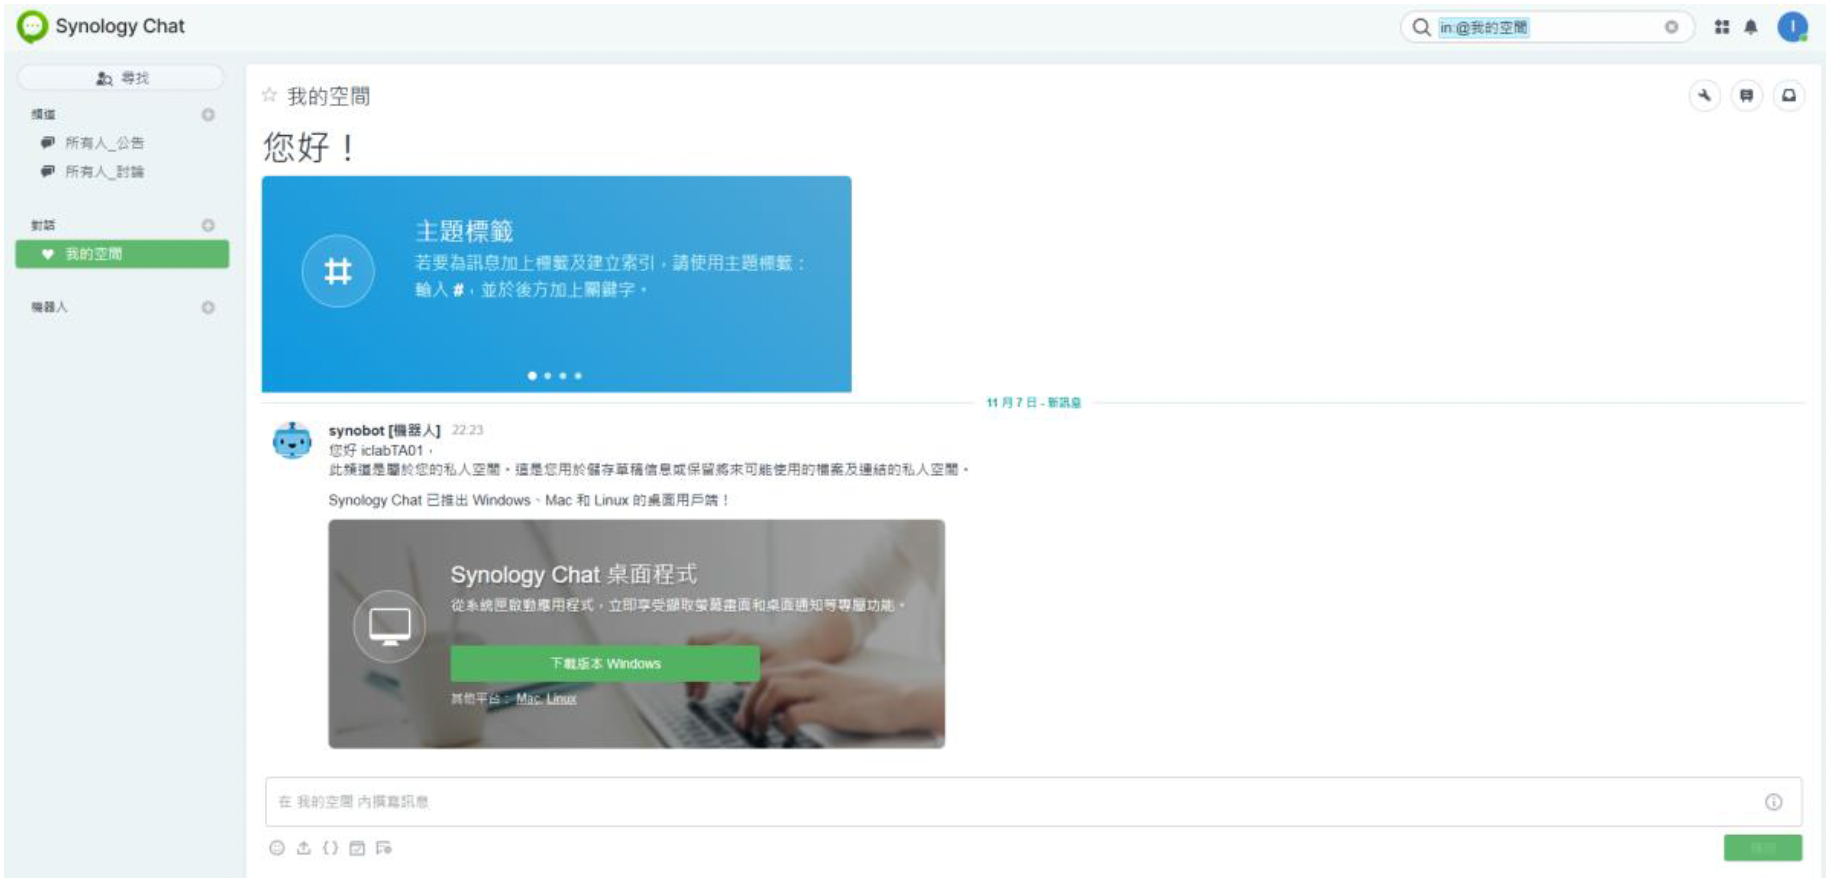 Synology Chat
in:@我的空間
I
尋找
頻道
所有人_公告
所有人_討論
對話
我的空間
機器人
我的空間
您好！
主題標籤
若要為訊息加上標籤及建立索引，請使用主題標籤：
輸入 #，並於後方加上關鍵字。
11 月 7 日 - 新訊息
synobot [機器人] 22:23
您好 iclabTA01，
此頻道是屬於您的私人空間。這是您用於儲存草稿信息或保留將來可能使用的檔案及連結的私人空間。
Synology Chat 已推出 Windows、Mac 和 Linux 的桌面用戶端！
Synology Chat 桌面程式
從系統匣啟動應用程式，立即享受擷取螢幕畫面和桌面通知等專屬功能。
下載版本 Windows
其他平台： Mac, Linux
在 我的空間 內撰寫訊息